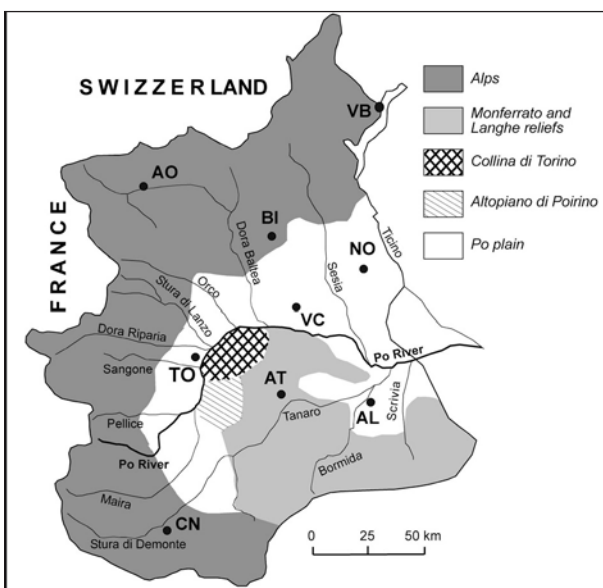 SWIZZERLAND
FRANCE
VB
AO
BI
NO
VC
TO
AT
AL
CN
Dora Baltea
Sesia
Ticino
Orco
Stura di Lanzo
Dora Riparia
Sangone
Pellice
Po River
Po River
Tanaro
Scrivia
Bormida
Maira
Stura di Demonte
0 25 50 km
Alps
Monferrato and
Langhe reliefs
Collina di Torino
Altopiano di Poirino
Po plain